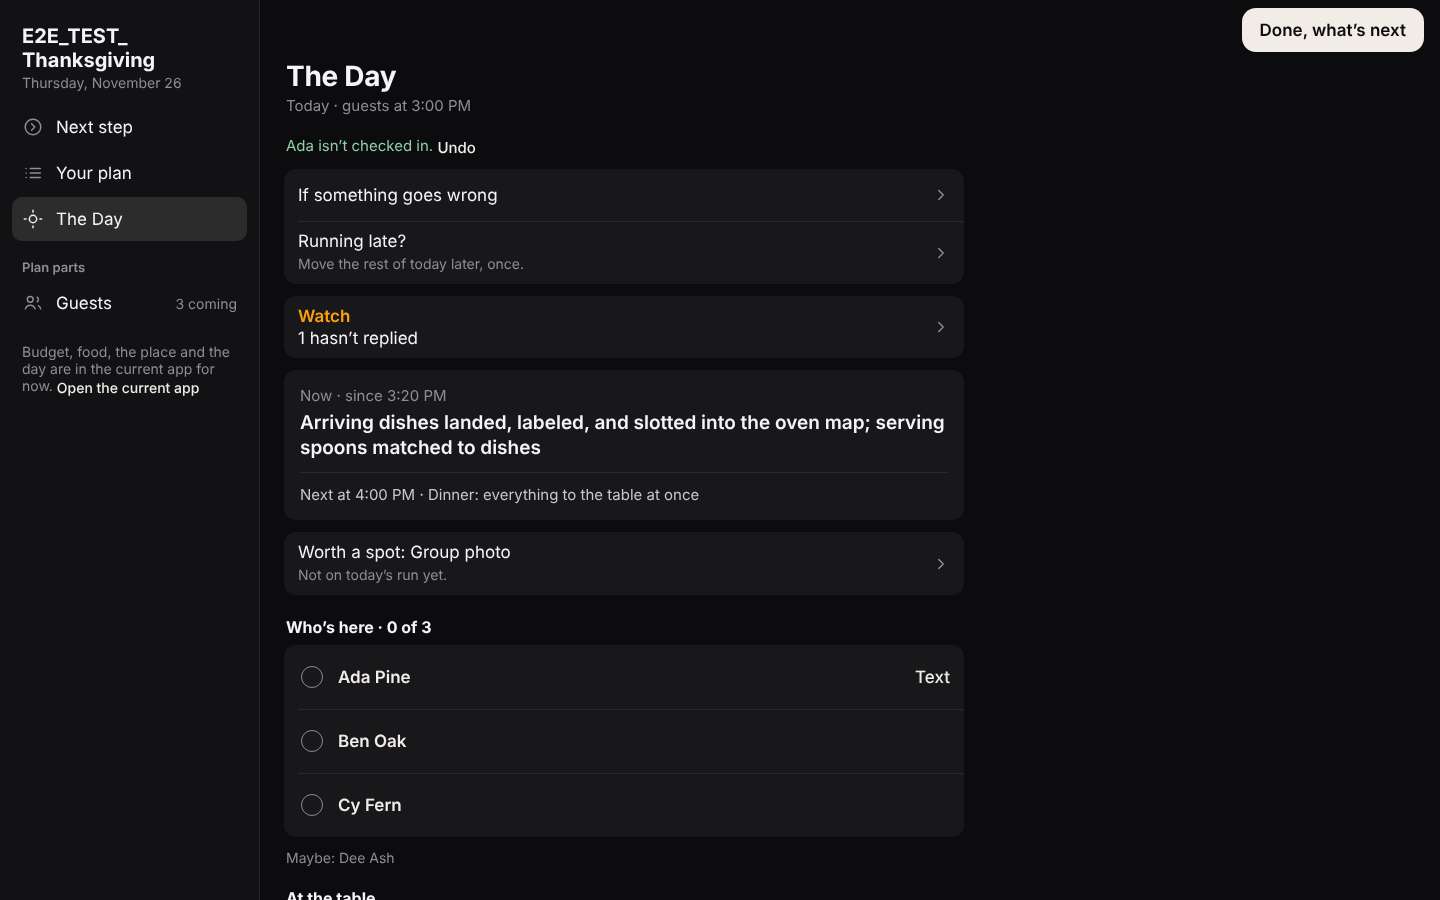 E2E_TEST_
Thanksgiving
Thursday, November 26
Next step
Your plan
The Day
Plan parts
Guests
3 coming
Budget, food, the place and the
day are in the current app for
now. Open the current app
Done, what’s next
The Day
Today · guests at 3:00 PM
Ada isn’t checked in. Undo
If something goes wrong
Running late?
Move the rest of today later, once.
Watch
1 hasn’t replied
Now · since 3:20 PM
Arriving dishes landed, labeled, and slotted into the oven map; serving
spoons matched to dishes
Next at 4:00 PM · Dinner: everything to the table at once
Worth a spot: Group photo
Not on today’s run yet.
Who’s here · 0 of 3
Ada Pine
Text
Ben Oak
Cy Fern
Maybe: Dee Ash
At the table